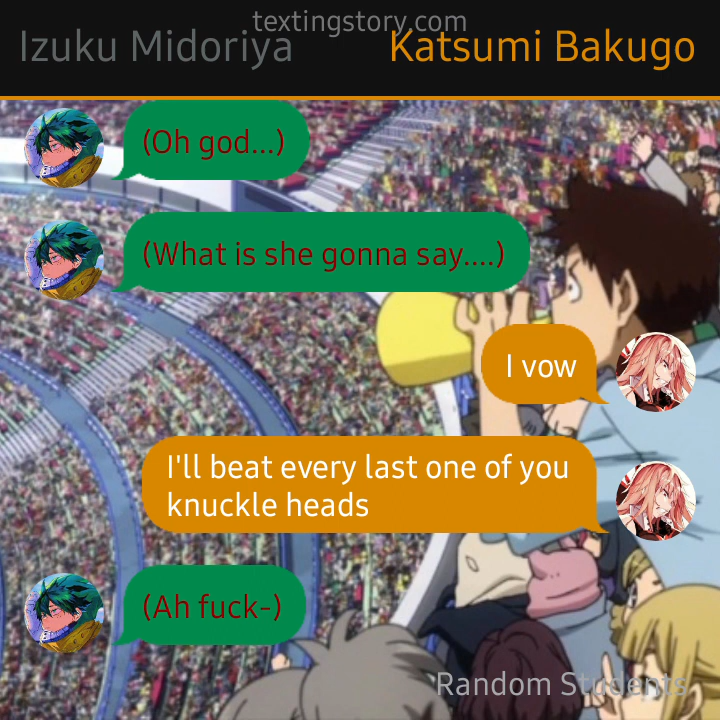 textingstory.com
Izuku Midoriya
Katsumi Bakugo
(Oh god...)
(What is she gonna say....)
I vow
I'll beat every last one of you
knuckle heads
(Ah fuck-)
Random Students